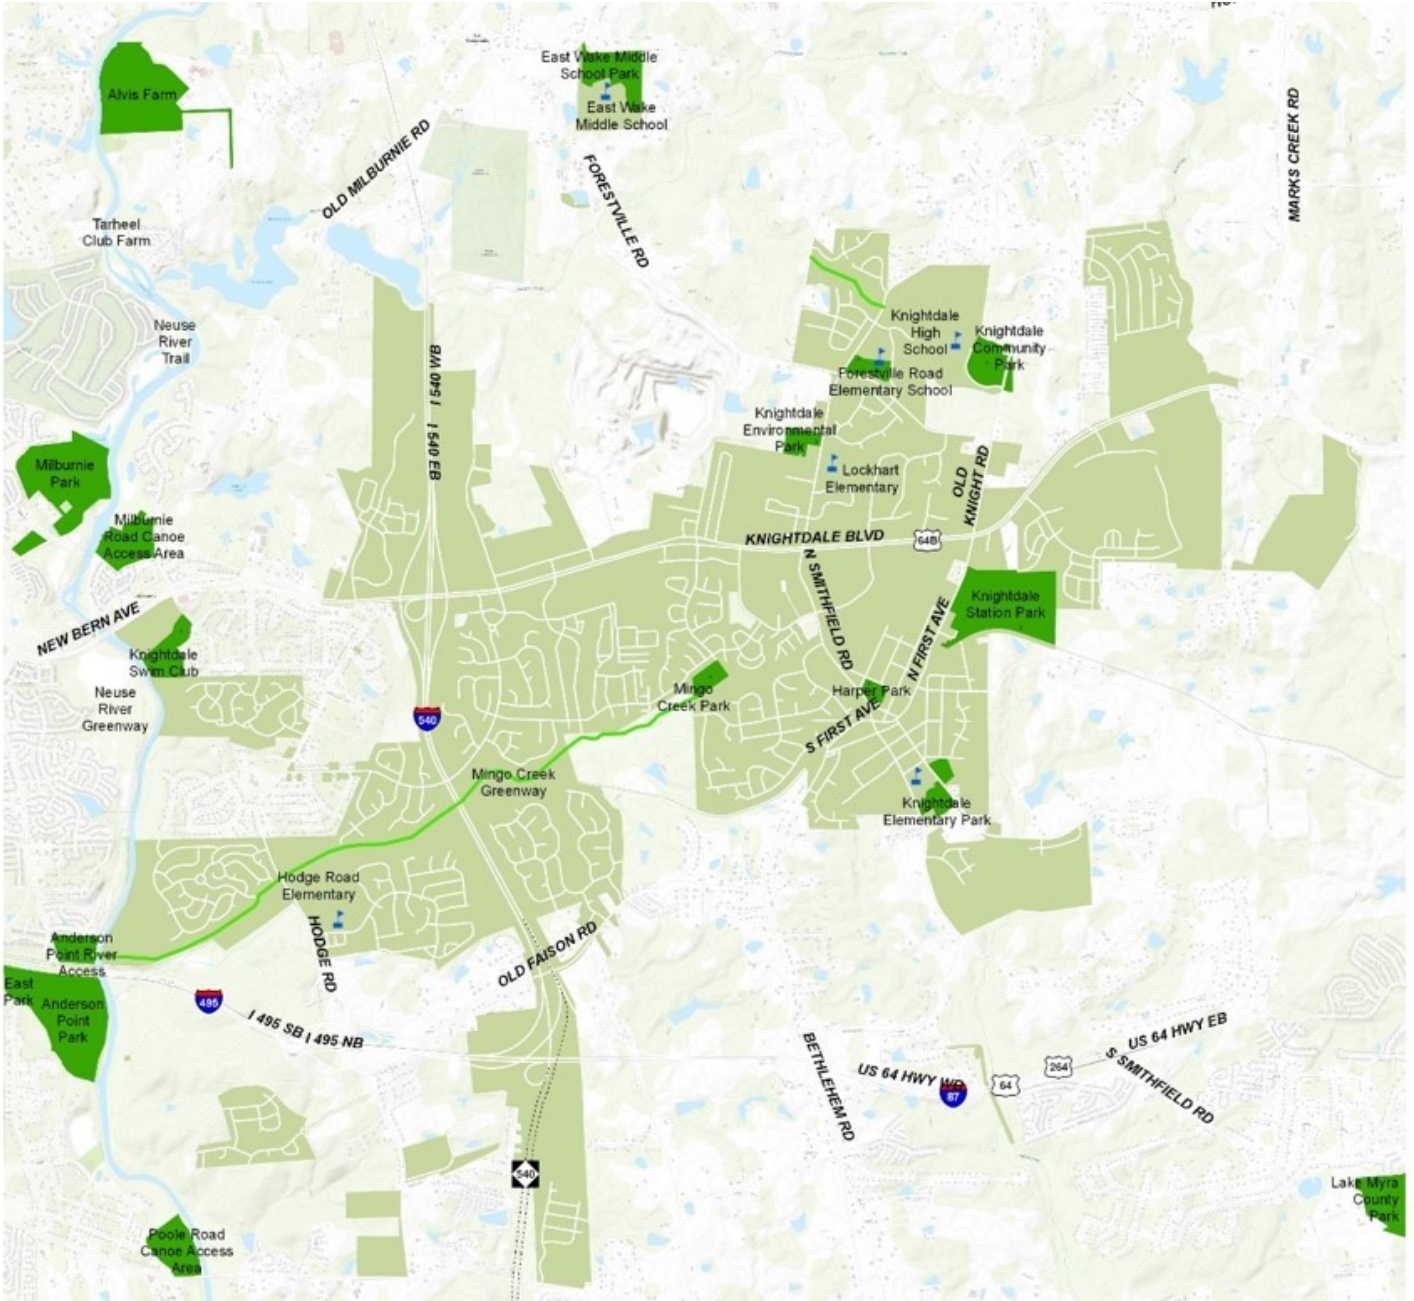 East Wake Middle
School Park
East Wake
Middle School
Alvis Farm
OLD MILBURNIE RD
FORESTVILLE RD
MARKS CREEK RD
Tarheel
Club Farm
Neuse
River
Trail
I 540 WB
I 540 EB
Knightdale
High
School
Knightdale
Community
Park
Forestville Road
Elementary School
Knightdale
Environmental
Park
Lockhart
Elementary
OLD
KNIGHT RD
Milburnie
Park
Milburnie
Road Canoe
Access Area
KNIGHTDALE BLVD
64B
N SMITHFIELD RD
Knightdale
Station Park
N FIRST AVE
NEW BERN AVE
Knightdale
Swim Club
Neuse
River
Greenway
540
Mingo
Creek Park
Harper Park
S FIRST AVE
Mingo Creek
Greenway
Knightdale
Elementary Park
Hodge Road
Elementary
HODGE RD
OLD FAISON RD
Anderson
Point River
Access
East
Park
Anderson
Point
Park
495
I 495 SB
I 495 NB
BETHLEHEM RD
US 64 HWY WB
87
64
264
US 64 HWY EB
S SMITHFIELD RD
540
Lake Myra
County
Park
Poole Road
Canoe Access
Area